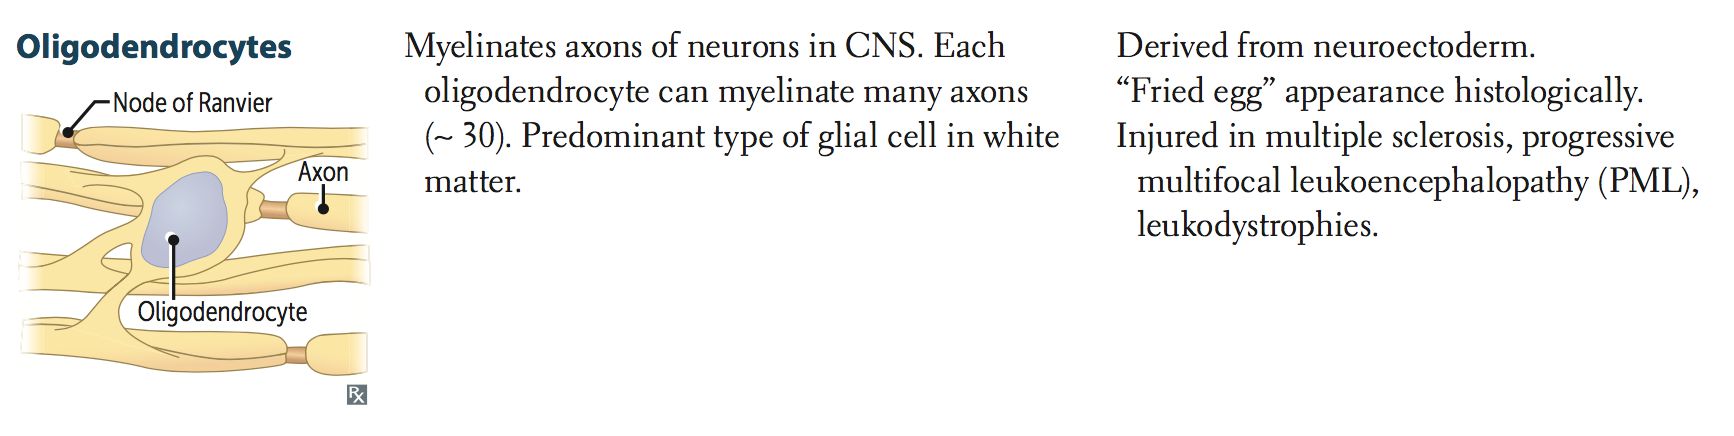 Oligodendrocytes
Node of Ranvier
Axon
Oligodendrocyte
Rx
Myelinates axons of neurons in CNS. Each
oligodendrocyte can myelinate many axons
(~ 30). Predominant type of glial cell in white
matter.
Derived from neuroectoderm.
“Fried egg” appearance histologically.
Injured in multiple sclerosis, progressive
multifocal leukoencephalopathy (PML),
leukodystrophies.